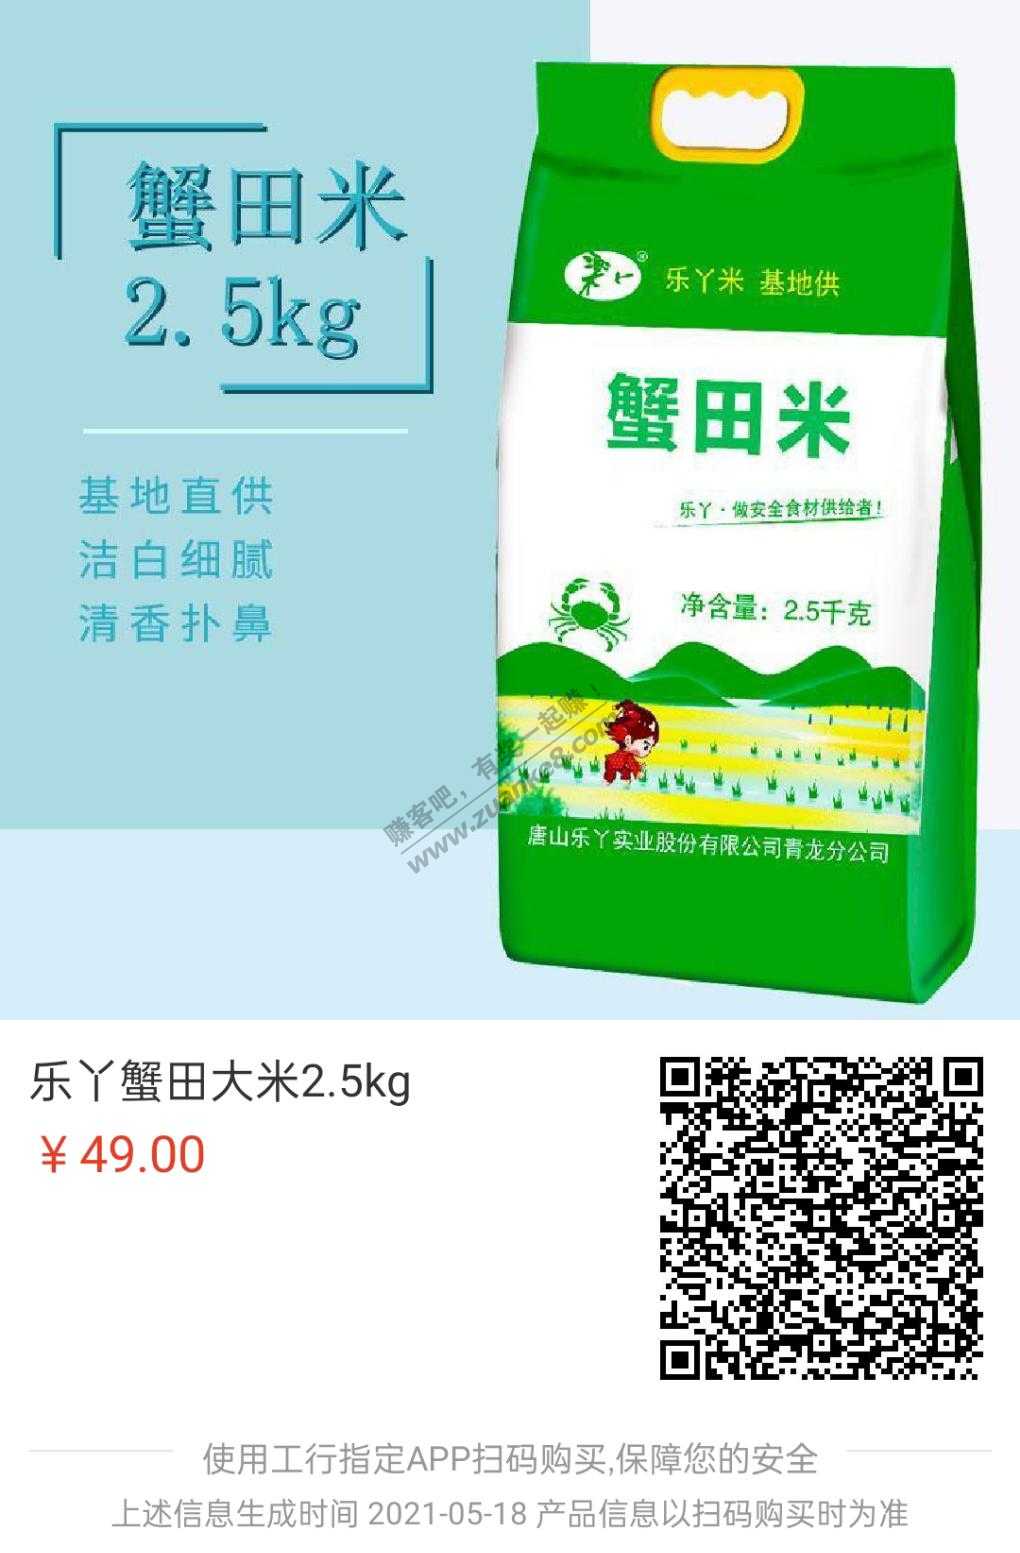 蟹田米
2.5kg
基地直供
洁白细腻
清香扑鼻
乐丫米 基地供
蟹田米
乐丫·做安全食材供给者!
净含量: 2.5千克
唐山乐丫实业股份有限公司青龙分公司
赚客吧, 有奖一起赚!
www.zuanke8.com
乐丫蟹田大米2.5kg
¥49.00
使用工行指定APP扫码购买,保障您的安全
上述信息生成时间 2021-05-18 产品信息以扫码购买时为准